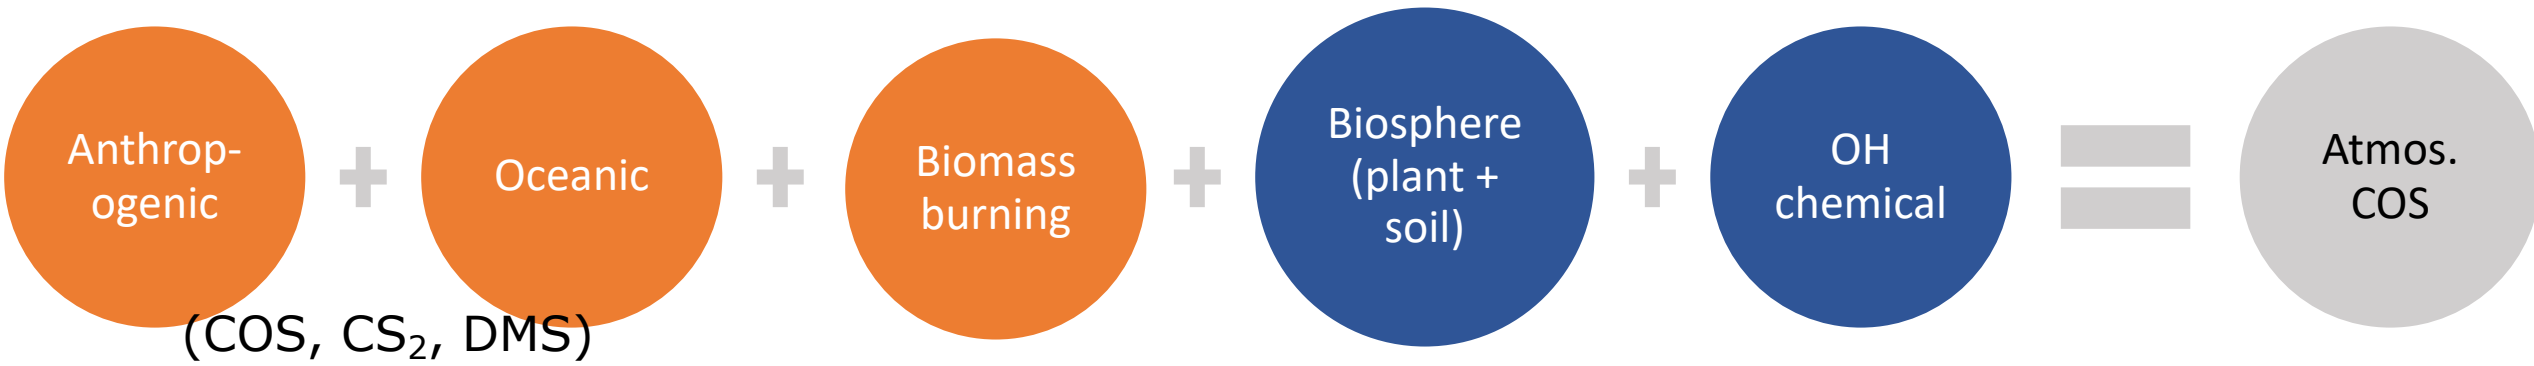 Anthrop-
ogenic
Oceanic
Biomass
burning
Biosphere
(plant +
soil)
OH
chemical
Atmos.
COS
(COS, CS₂, DMS)